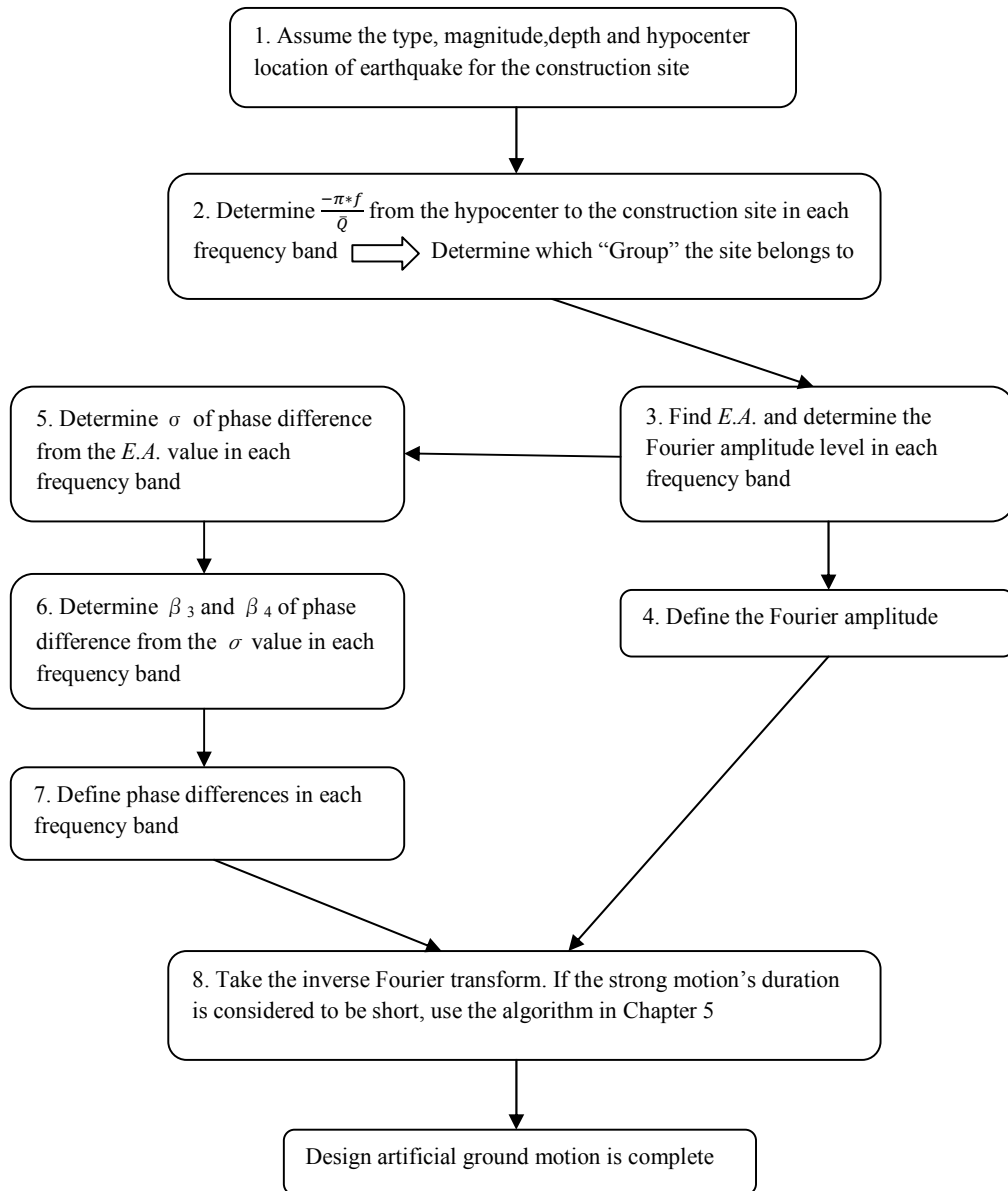 1. Assume the type, magnitude,depth and hypocenter
location of earthquake for the construction site
2. Determine $\frac{-\pi*f}{\bar{Q}}$ from the hypocenter to the construction site in each
frequency band Determine which “Group” the site belongs to
3. Find E.A. and determine the
Fourier amplitude level in each
frequency band
4. Define the Fourier amplitude
5. Determine σ of phase difference
from the E.A. value in each
frequency band
6. Determine β₃ and β₄ of phase
difference from the σ value in each
frequency band
7. Define phase differences in each
frequency band
8. Take the inverse Fourier transform. If the strong motion’s duration
is considered to be short, use the algorithm in Chapter 5
Design artificial ground motion is complete